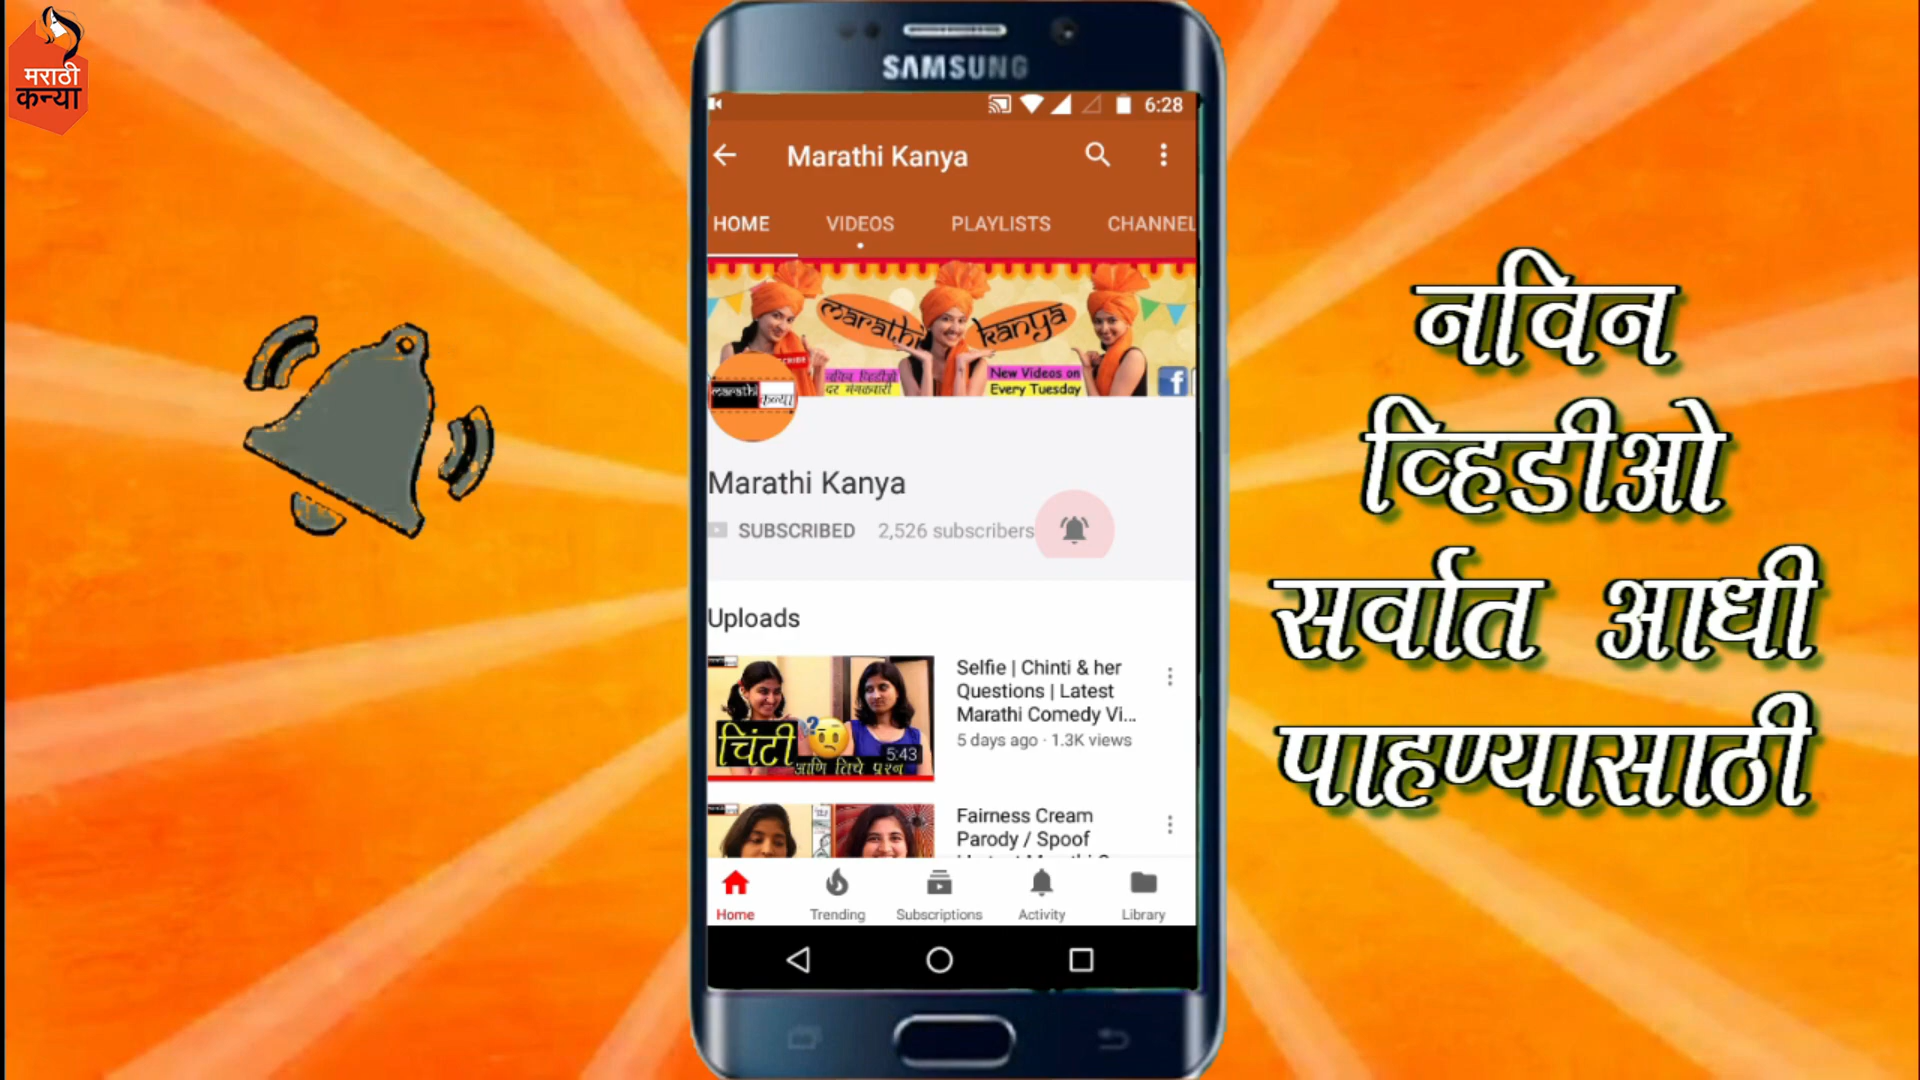 मराठी
कन्या
SAMSUNG
6:28
Marathi Kanya
HOME VIDEOS PLAYLISTS CHANNEL
marathi kanya
नविन व्हिडीओ
दर मंगळवारी
New Videos on
Every Tuesday
f
marathi कन्या
Marathi Kanya
SUBSCRIBED 2,526 subscribers
Uploads
चिंटी
आणि तिचे प्रश्न
5:43
Selfie | Chinti & her
Questions | Latest
Marathi Comedy Vi...
5 days ago · 1.3K views
Fairness Cream
Parody / Spoof
Home Trending Subscriptions Activity Library
नविन
व्हिडीओ
सर्वात आधी
पाहण्यासाठी